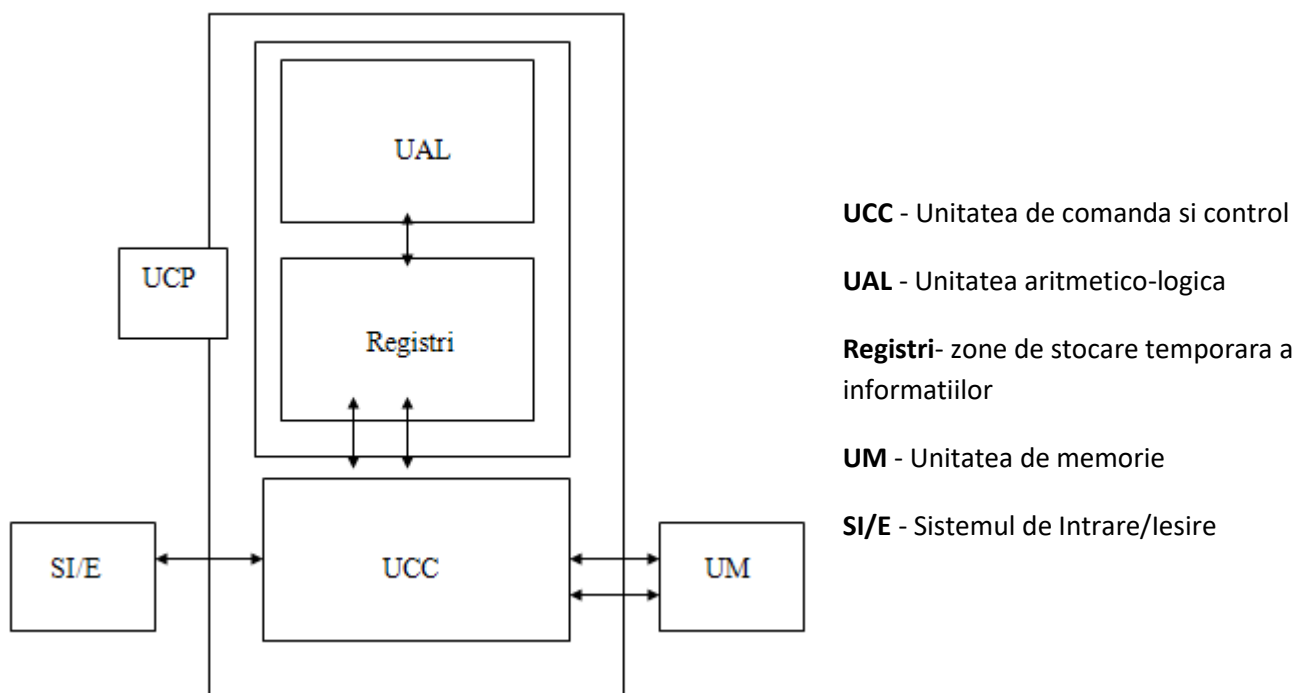 UAL
UCP
Registri
SI/E
UCC
UM
UCC - Unitatea de comanda si control
UAL - Unitatea aritmetico-logica
Registri- zone de stocare temporara a
informatiilor
UM - Unitatea de memorie
SI/E - Sistemul de Intrare/Iesire